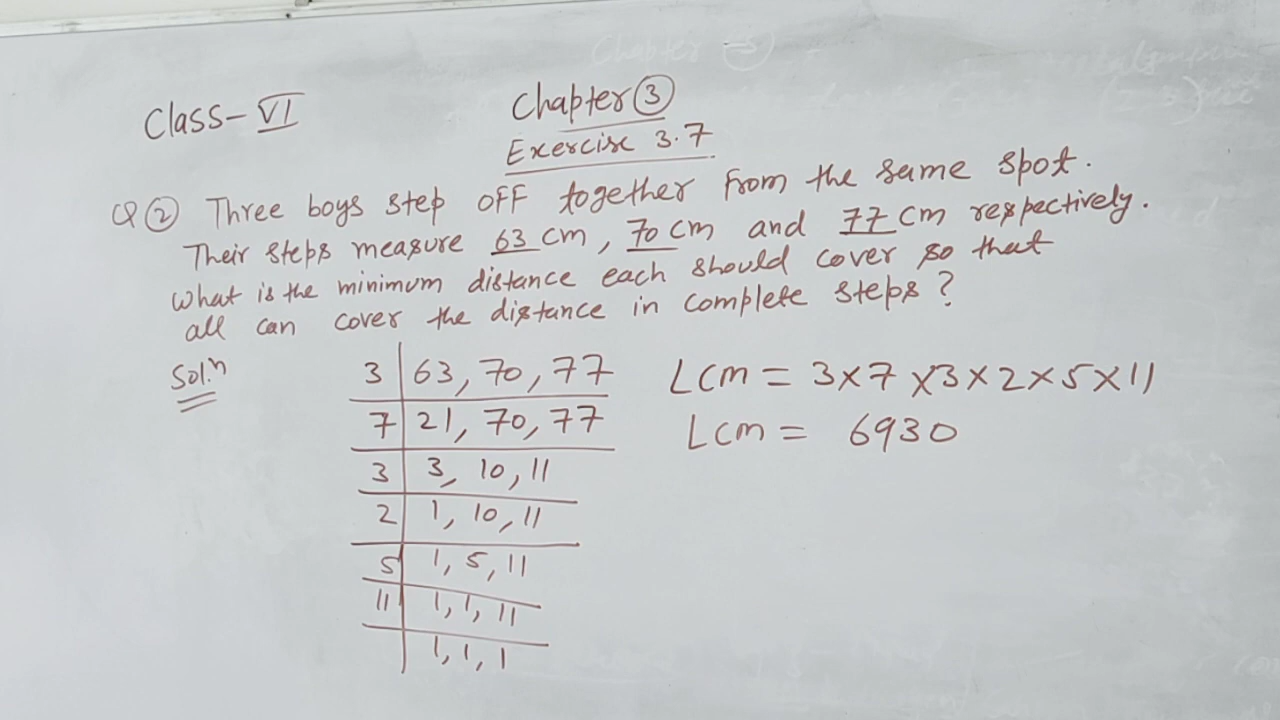 Class-VI
Chapter 3
Exercise 3.7
Q 2 Three boys step off together from the same spot.
Their steps measure 63 cm, 70 cm and 77 cm respectively.
What is the minimum distance each should cover so that
all can cover the distance in complete steps?
Sol.n
3 | 63, 70, 77
7 | 21, 70, 77
3 | 3, 10, 11
2 | 1, 10, 11
5 | 1, 5, 11
11 | 1, 1, 11
1, 1, 1
Lcm = 3×7×3×2×5×11
Lcm = 6930